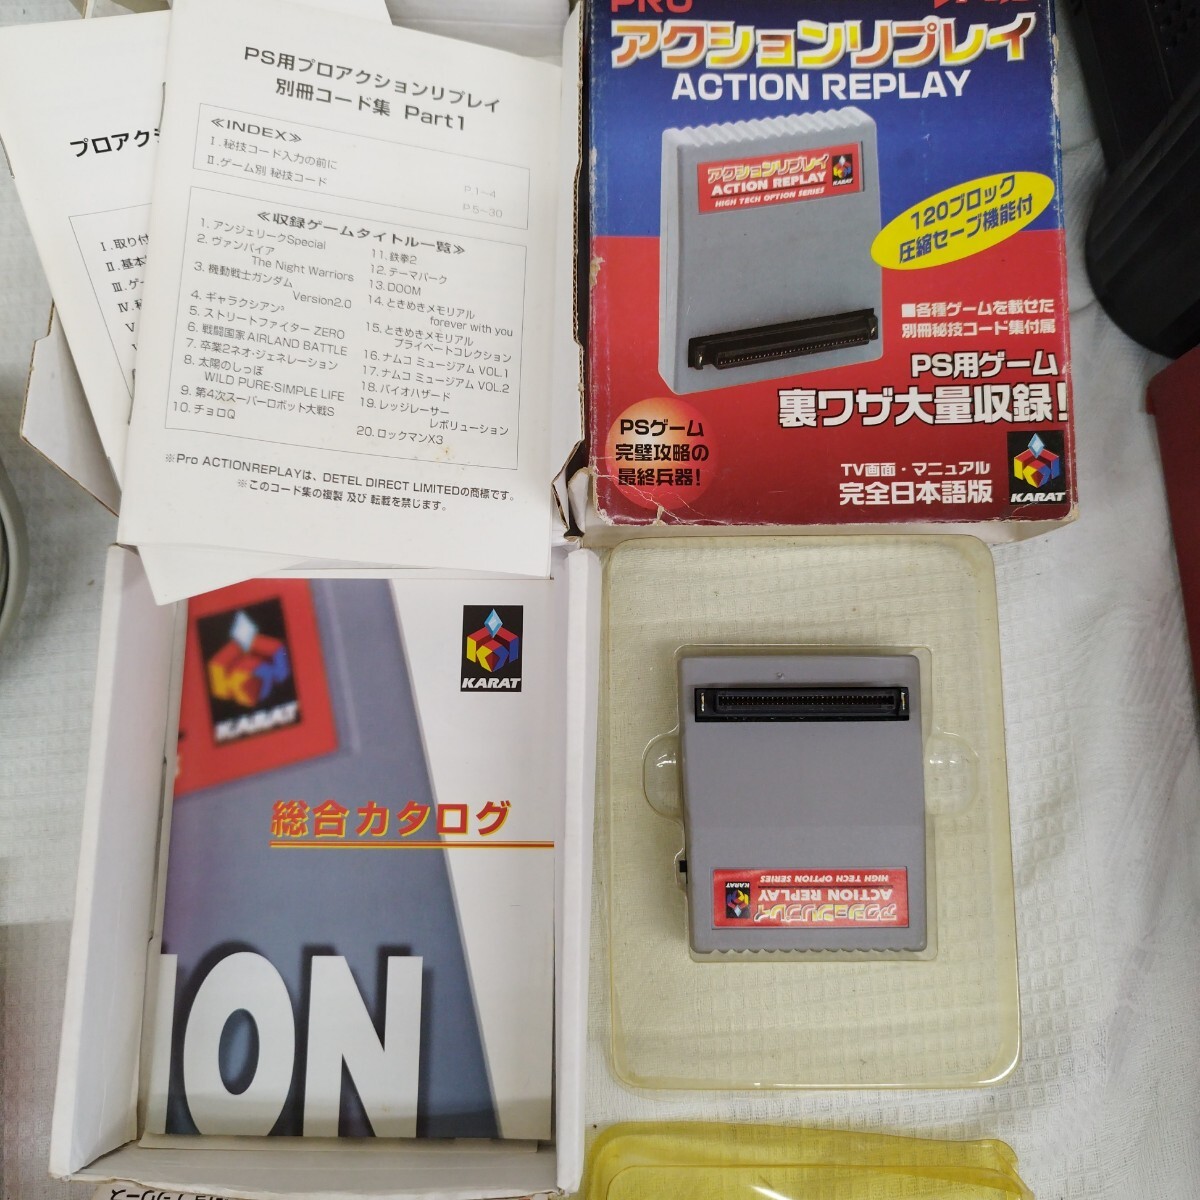 PS用プロアクションリプレイ
別冊コード集 Part1
≪INDEX≫
Ⅰ.秘技コード入力の前に P.1~4
Ⅱ.ゲーム別 秘技コード P.5~30
≪収録ゲームタイトル一覧≫
1. アンジェリークSpecial
2. ヴァンパイア
The Night Warriors
3. 機動戦士ガンダム
Version2.0
4. ギャラクシアン³
5. ストリートファイター ZERO
6. 戦闘国家 AIRLAND BATTLE
7. 卒業2ネオ・ジェネレーション
8. 太陽のしっぽ
WILD PURE・SIMPLE LIFE
9. 第4次スーパーロボット大戦S
10. チョロQ
11. 鉄拳2
12. テーマパーク
13. DOOM
14. ときめきメモリアル
forever with you
15. ときめきメモリアル
プライベートコレクション
16. ナムコ ミュージアム VOL.1
17. ナムコ ミュージアム VOL.2
18. バイオハザード
19. レッジレーサー
レボリューション
20. ロックマンX3
※Pro ACTIONREPLAYは、DETEL DIRECT LIMITEDの商標です。
※このコード集の複製 及び 転載を禁じます。
プロアク
Ⅰ.取り付
Ⅱ.基本
Ⅲ.ゲー
Ⅳ.秘
PRO
アクションリプレイ
ACTION REPLAY
アクションリプレイ
ACTION REPLAY
HIGH TECH OPTION SERIES
KARAT
120ブロック
圧縮セーブ機能付
■各種ゲームを載せた
別冊秘技コード集付属
PS用ゲーム
裏ワザ大量収録!
PSゲーム
完璧攻略の
最終兵器!
TV画面・マニュアル
完全日本語版
KARAT
KARAT
KARAT
総合カタログ
ION
アクションリプレイ
ACTION REPLAY
HIGH TECH OPTION SERIES
KARAT